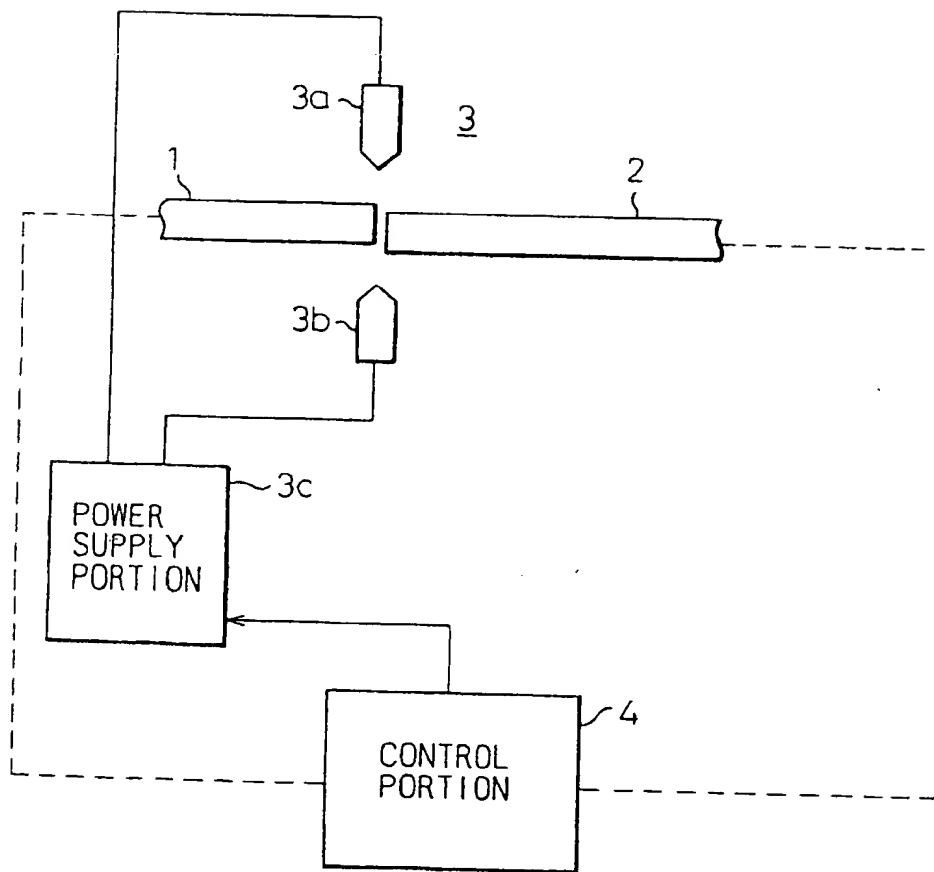 3a
3
1
2
3b
3c
POWER
SUPPLY
PORTION
4
CONTROL
PORTION